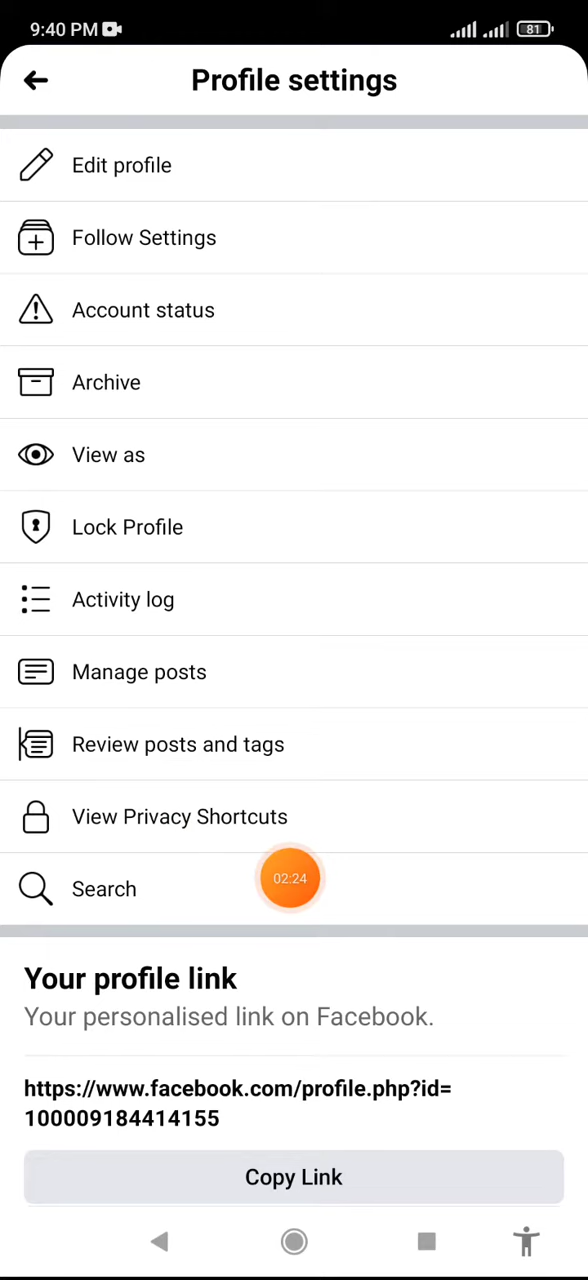 9:40 PM
81
Profile settings
Edit profile
Follow Settings
Account status
Archive
View as
Lock Profile
Activity log
Manage posts
Review posts and tags
View Privacy Shortcuts
Search
02:24
Your profile link
Your personalised link on Facebook.
https://www.facebook.com/profile.php?id=
100009184414155
Copy Link